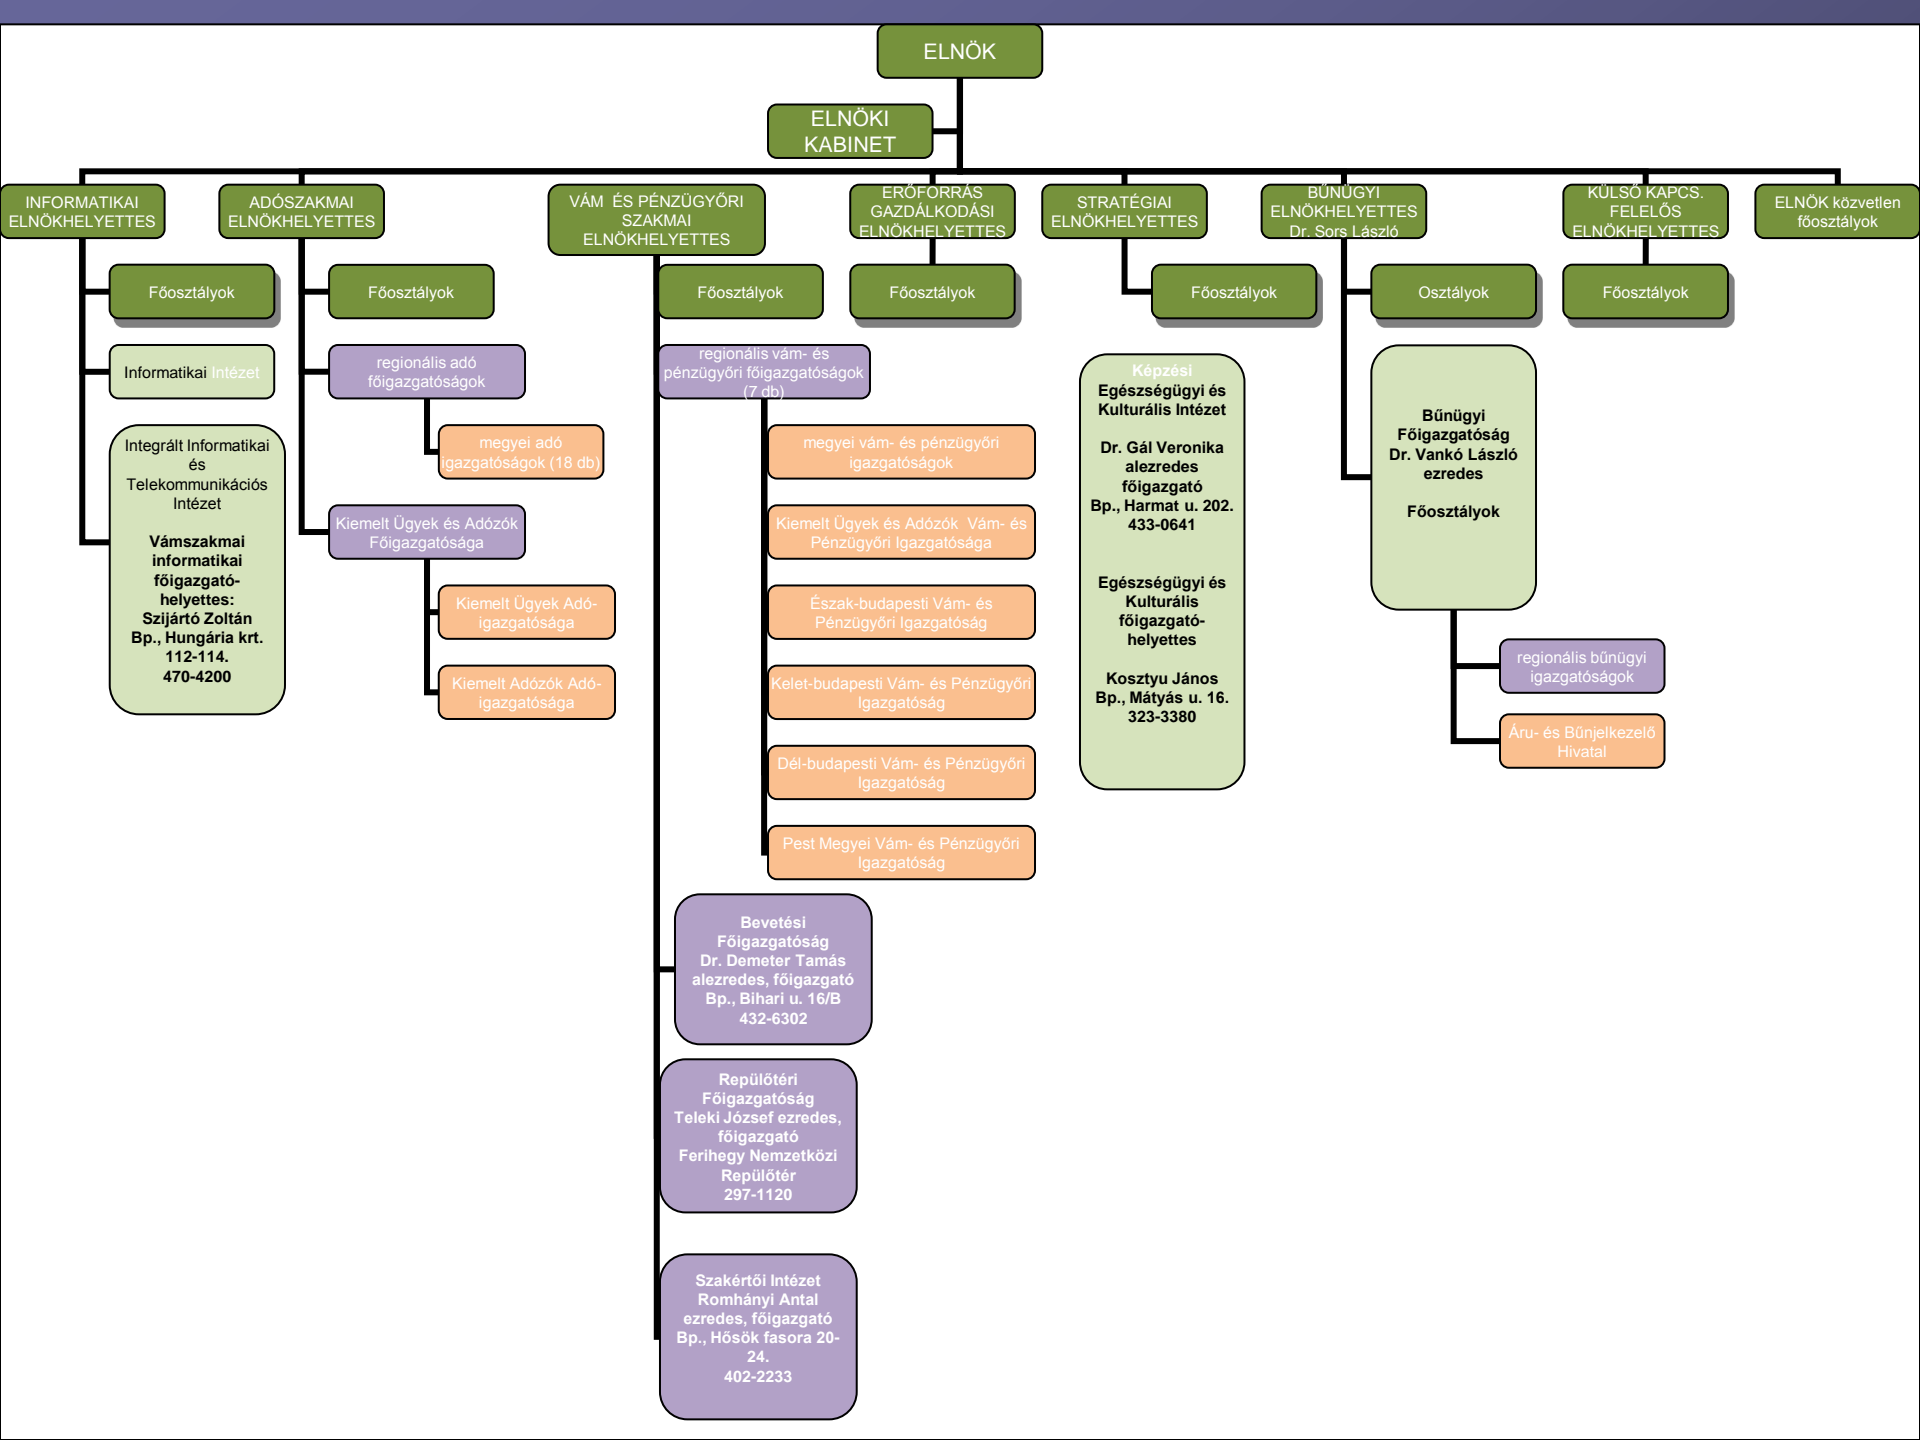 ELNÖK
ELNÖKI
KABINET
INFORMATIKAI
ELNÖKHELYETTES
ADÓSZAKMAI
ELNÖKHELYETTES
VÁM  ÉS PÉNZÜGYŐRI
SZAKMAI
ELNÖKHELYETTES
ERŐFORRÁS
GAZDÁLKODÁSI
ELNÖKHELYETTES
STRATÉGIAI
ELNÖKHELYETTES
BŰNÜGYI
ELNÖKHELYETTES
Dr. Sors László
KÜLSŐ KAPCS.
FELELŐS
ELNÖKHELYETTES
ELNÖK közvetlen
főosztályok
Főosztályok
Főosztályok
Főosztályok
Főosztályok
Főosztályok
Osztályok
Főosztályok
Informatikai Intézet
Integrált Informatikai
és
Telekommunikációs
Intézet
Vámszakmai
informatikai
főigazgató-
helyettes:
Szijártó Zoltán
Bp., Hungária krt.
112-114.
470-4200
regionális adó
főigazgatóságok
megyei adó
igazgatóságok (18 db)
Kiemelt Ügyek és Adózók
Főigazgatósága
Kiemelt Ügyek Adó-
igazgatósága
Kiemelt Adózók Adó-
igazgatósága
regionális vám- és
pénzügyőri főigazgatóságok
(7 db)
megyei vám- és pénzügyőri
igazgatóságok
Kiemelt Ügyek és Adózók  Vám- és
Pénzügyőri Igazgatósága
Észak-budapesti Vám- és
Pénzügyőri Igazgatóság
Kelet-budapesti Vám- és Pénzügyőri
Igazgatóság
Dél-budapesti Vám- és Pénzügyőri
Igazgatóság
Pest Megyei Vám- és Pénzügyőri
Igazgatóság
Bevetési
Főigazgatóság
Dr. Demeter Tamás
alezredes, főigazgató
Bp., Bihari u. 16/B
432-6302
Repülőtéri
Főigazgatóság
Teleki József ezredes,
főigazgató
Ferihegy Nemzetközi
Repülőtér
297-1120
Szakértői Intézet
Romhányi Antal
ezredes, főigazgató
Bp., Hősök fasora 20-
24.
402-2233
Képzési
Egészségügyi és
Kulturális Intézet
Dr. Gál Veronika
alezredes
főigazgató
Bp., Harmat u. 202.
433-0641
Egészségügyi és
Kulturális
főigazgató-
helyettes
Kosztyu János
Bp., Mátyás u. 16.
323-3380
Bűnügyi
Főigazgatóság
Dr. Vankó László
ezredes
Főosztályok
regionális bűnügyi
igazgatóságok
Áru- és Bűnjelkezelő
Hivatal